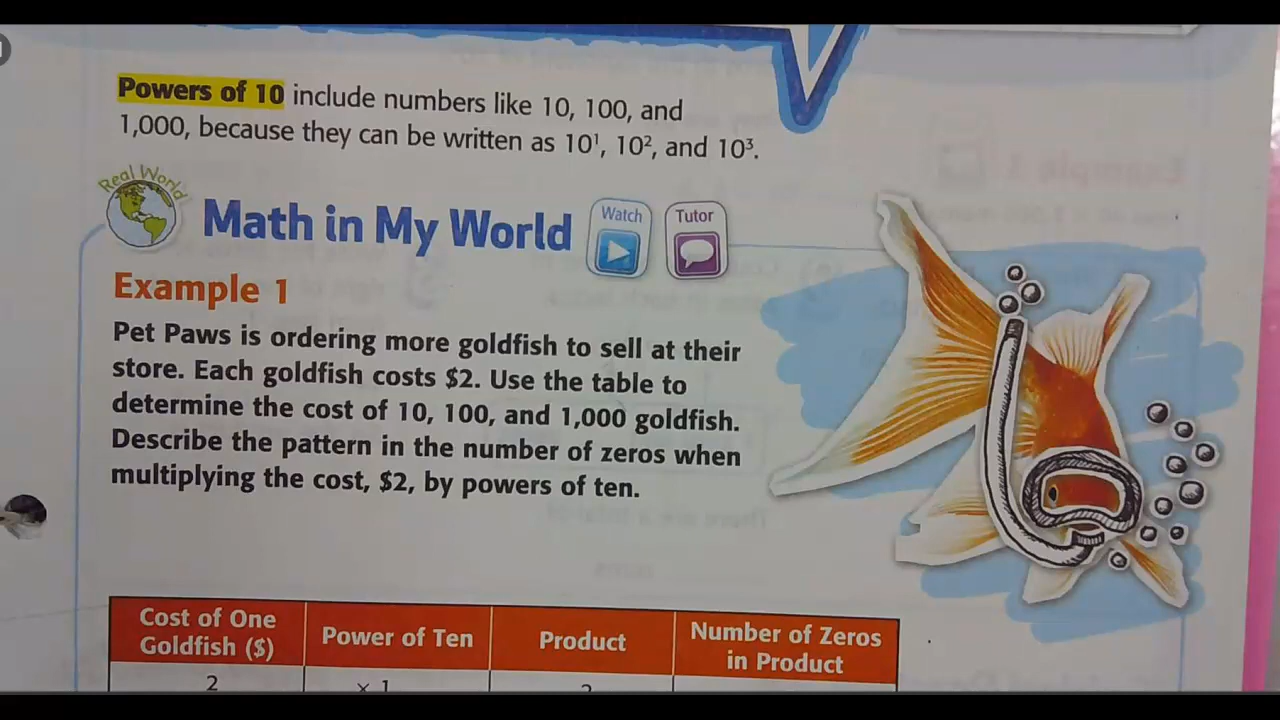 Powers of 10 include numbers like 10, 100, and
1,000, because they can be written as 10¹, 10², and 10³.
Real World
Math in My World
Watch
Tutor
Example 1
Pet Paws is ordering more goldfish to sell at their
store. Each goldfish costs $2. Use the table to
determine the cost of 10, 100, and 1,000 goldfish.
Describe the pattern in the number of zeros when
multiplying the cost, $2, by powers of ten.
Cost of One
Goldfish ($)
Power of Ten
Product
Number of Zeros
in Product
2
× 1